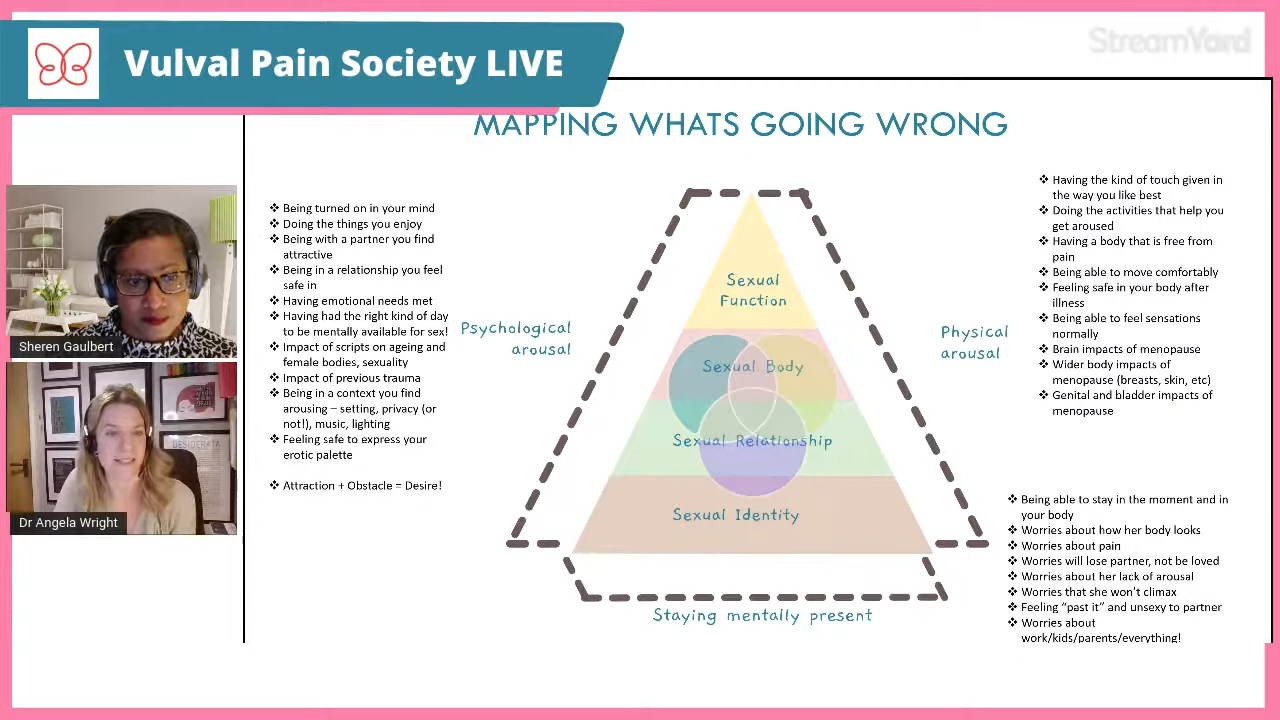 Vulval Pain Society LIVE
StreamYard
MAPPING WHATS GOING WRONG
Sheren Gaulbert
Dr Angela Wright
DESIDERATA
❖ Being turned on in your mind
❖ Doing the things you enjoy
❖ Being with a partner you find
attractive
❖ Being in a relationship you feel
safe in
❖ Having emotional needs met
❖ Having had the right kind of day
to be mentally available for sex!
❖ Impact of scripts on ageing and
female bodies, sexuality
❖ Impact of previous trauma
❖ Being in a context you find
arousing – setting, privacy (or
not!), music, lighting
❖ Feeling safe to express your
erotic palette
❖ Attraction + Obstacle = Desire!
Psychological
arousal
Sexual
Function
Sexual Body
Sexual Relationship
Sexual Identity
Staying mentally present
Physical
arousal
❖ Having the kind of touch given in
the way you like best
❖ Doing the activities that help you
get aroused
❖ Having a body that is free from
pain
❖ Being able to move comfortably
❖ Feeling safe in your body after
illness
❖ Being able to feel sensations
normally
❖ Brain impacts of menopause
❖ Wider body impacts of
menopause (breasts, skin, etc)
❖ Genital and bladder impacts of
menopause
❖ Being able to stay in the moment and in
your body
❖ Worries about how her body looks
❖ Worries about pain
❖ Worries will lose partner, not be loved
❖ Worries about her lack of arousal
❖ Worries that she won't climax
❖ Feeling "past it" and unsexy to partner
❖ Worries about
work/kids/parents/everything!